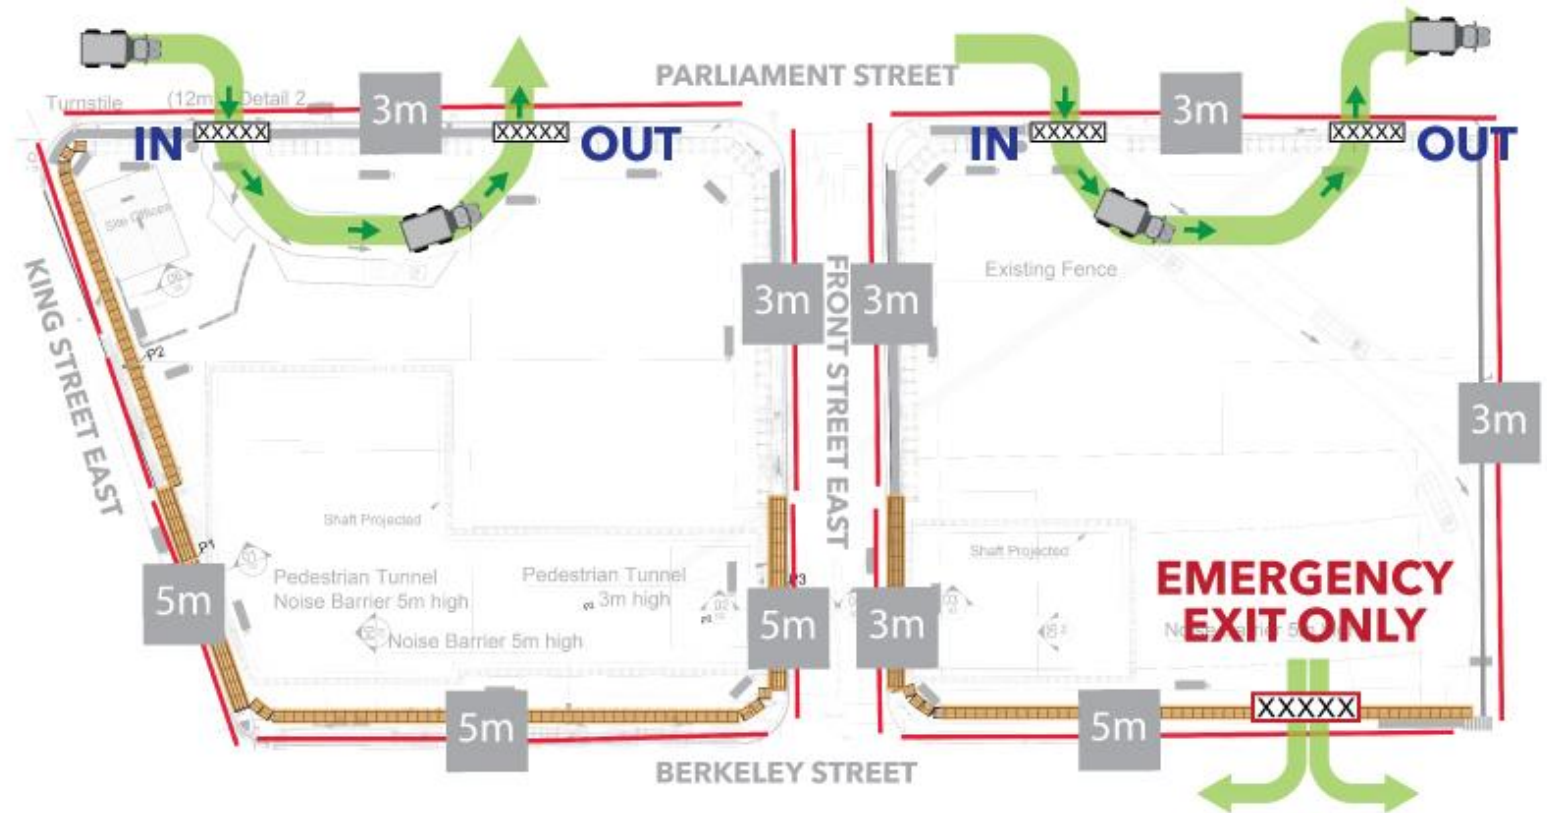 PARLIAMENT STREET
Turnstile
(12m
Detail 2
3m
3m
IN
XXXXX
XXXXX
OUT
IN
XXXXX
XXXXX
OUT
Site Offices
KING STREET EAST
FRONT STREET EAST
Existing Fence
3m
3m
P2
3m
Shaft Projected
P1
Shaft Projected
Pedestrian Tunnel
Noise Barrier 5m high
Pedestrian Tunnel
3m high
P3
EMERGENCY
EXIT ONLY
5m
5m
3m
Noise Barrier 5m high
XXXXX
5m
5m
BERKELEY STREET